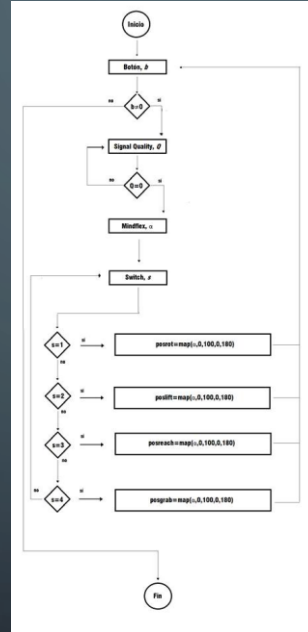 Inicio
Botón, b
no
si
b=0
Signal Quality, Q
no
si
Q=0
Mindflex, α
Switch, s
si
s=1
posrot=map(α,0,100,0,180)
no
si
s=2
poslift=map(α,0,100,0,180)
no
si
s=3
posreach=map(α,0,100,0,180)
no
no
si
s=4
posgrab=map(α,0,100,0,180)
Fin